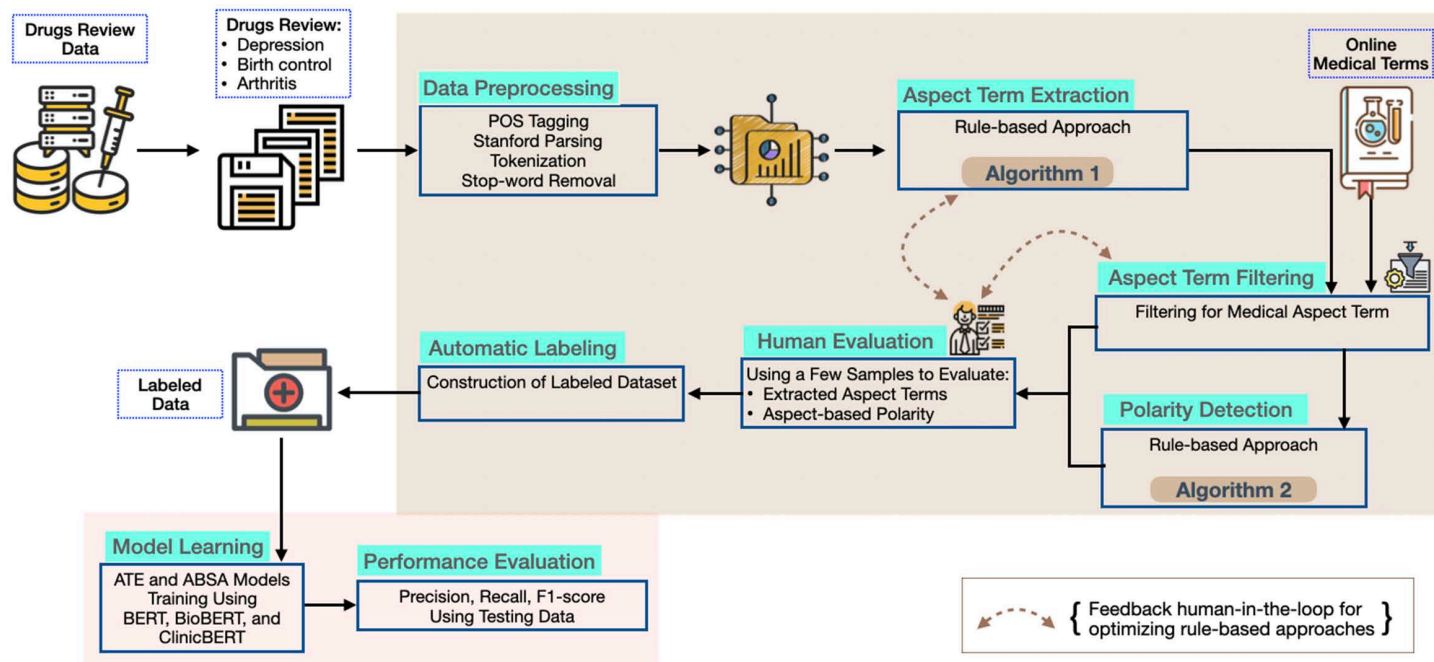 Drugs Review
Data
Drugs Review:
• Depression
• Birth control
• Arthritis
Data Preprocessing
POS Tagging
Stanford Parsing
Tokenization
Stop-word Removal
Aspect Term Extraction
Rule-based Approach
Algorithm 1
Online
Medical Terms
Aspect Term Filtering
Filtering for Medical Aspect Term
Polarity Detection
Rule-based Approach
Algorithm 2
Human Evaluation
Using a Few Samples to Evaluate:
• Extracted Aspect Terms
• Aspect-based Polarity
Automatic Labeling
Construction of Labeled Dataset
Labeled
Data
Model Learning
ATE and ABSA Models
Training Using
BERT, BioBERT, and
ClinicBERT
Performance Evaluation
Precision, Recall, F1-score
Using Testing Data
{ Feedback human-in-the-loop for
optimizing rule-based approaches }